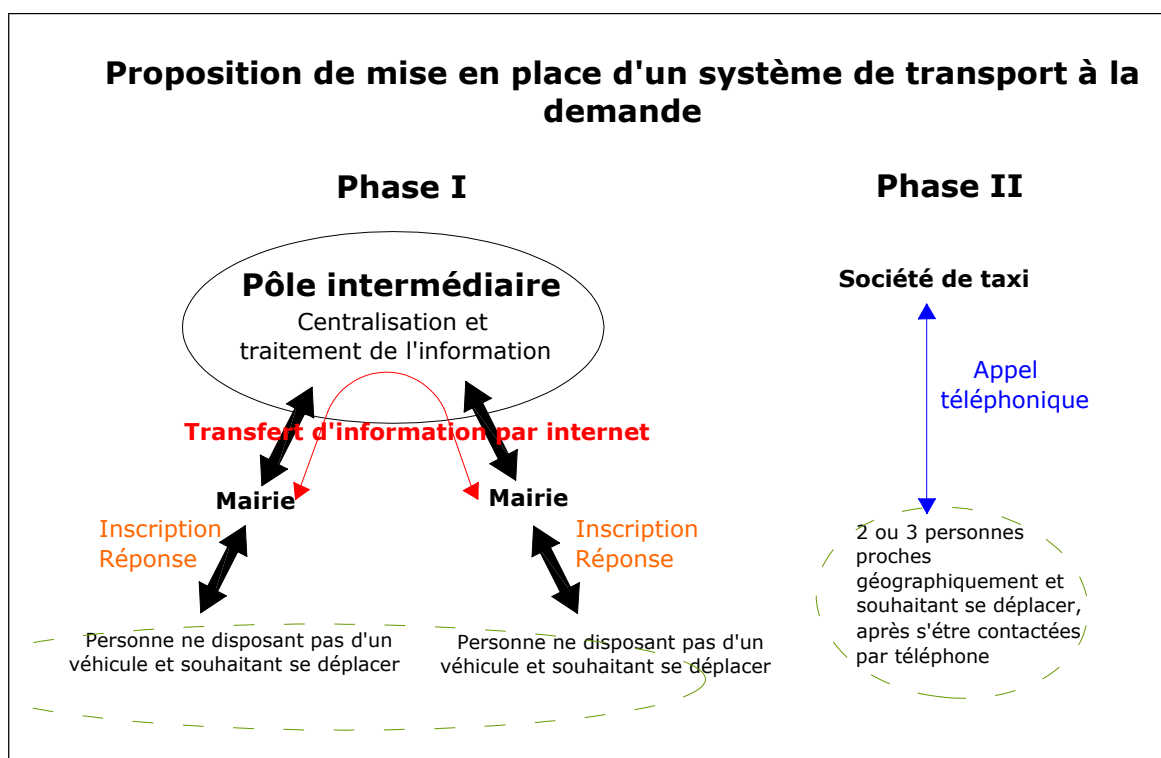 Proposition de mise en place d'un système de transport à la
demande
Phase I
Pôle intermédiaire
Centralisation et
traitement de l'information
Transfert d'information par internet
Mairie
Mairie
Inscription
Réponse
Inscription
Réponse
Personne ne disposant pas d'un
véhicule et souhaitant se déplacer
Personne ne disposant pas d'un
véhicule et souhaitant se déplacer
Phase II
Société de taxi
Appel
téléphonique
2 ou 3 personnes
proches
géographiquement et
souhaitant se déplacer,
après s'étre contactées
par téléphone